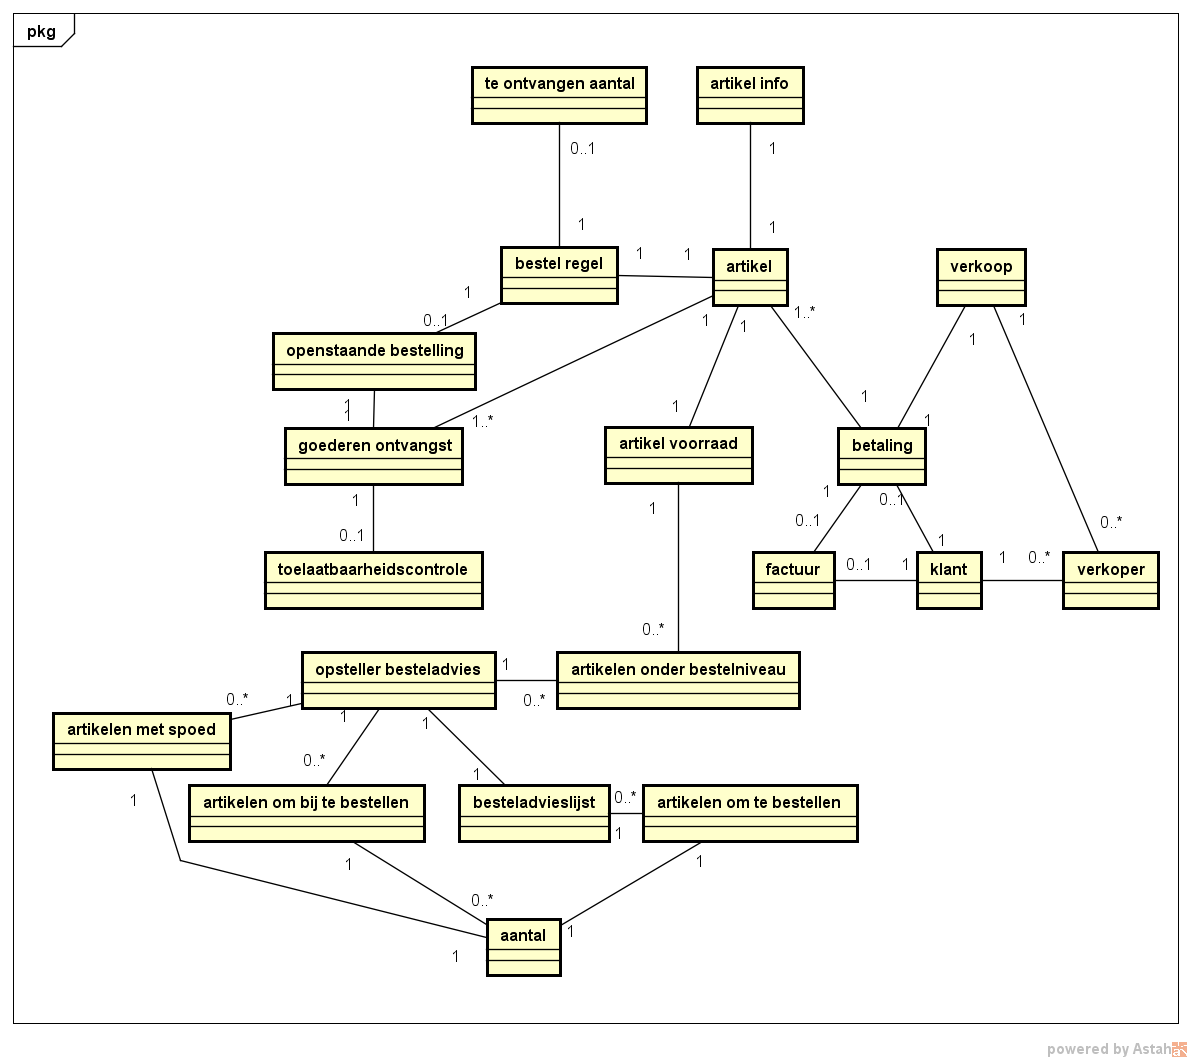 pkg
te ontvangen aantal
artikel info
0..1
1
1
1
bestel regel
1
1
artikel
verkoop
1
0..1
1
1
1..*
1
1
openstaande bestelling
1
1
1..*
1
1
1
goederen ontvangst
artikel voorraad
betaling
1
0..1
1
1
0..1
0..1
1
0..*
toelaatbaarheidscontrole
factuur
0..1
1
klant
1
0..*
verkoper
0..*
opsteller besteladvies
1
0..*
artikelen onder bestelniveau
0..*
1
1
1
artikelen met spoed
0..*
1
1
artikelen om bij te bestellen
besteladvieslijst
0..*
1
artikelen om te bestellen
1
1
0..*
1
1
aantal
powered by Astah